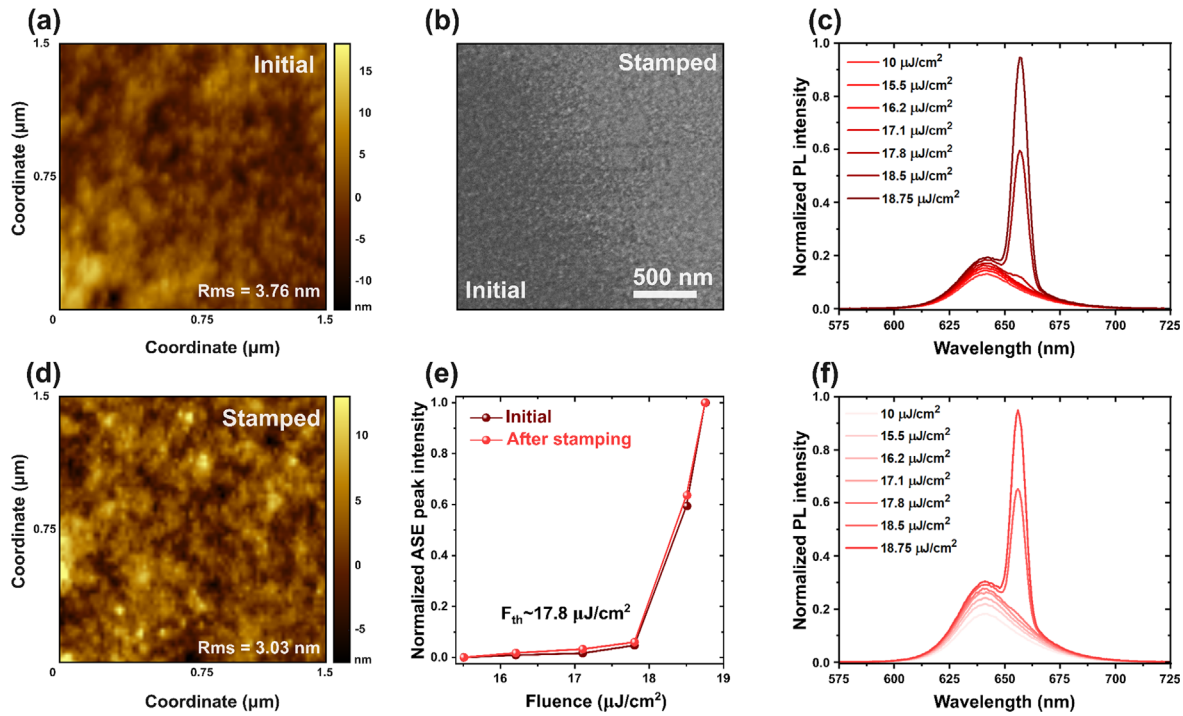 (a)
Initial
Rms = 3.76 nm
1.5
0.75
0
0.75
1.5
Coordinate (µm)
Coordinate (µm)
15
10
5
0
-5
-10
nm
(b)
Stamped
Initial
500 nm
(c)
1.0
0.8
0.6
0.4
0.2
0.0
Normalized PL intensity
10 µJ/cm²
15.5 µJ/cm²
16.2 µJ/cm²
17.1 µJ/cm²
17.8 µJ/cm²
18.5 µJ/cm²
18.75 µJ/cm²
575 600 625 640 650 675 700 725
Wavelength (nm)
(d)
Stamped
Rms = 3.03 nm
1.5
0.75
0
0.75
1.5
Coordinate (µm)
Coordinate (µm)
10
5
0
-5
nm
(e)
1.0
0.8
0.6
0.4
0.2
0.0
Normalized ASE peak intensity
Initial
After stamping
Fth~17.8 µJ/cm²
16 17 18 19
Fluence (µJ/cm²)
(f)
1.0
0.8
0.6
0.4
0.2
0.0
Normalized PL intensity
10 µJ/cm²
15.5 µJ/cm²
16.2 µJ/cm²
17.1 µJ/cm²
17.8 µJ/cm²
18.5 µJ/cm²
18.75 µJ/cm²
575 600 625 650 675 700 725
Wavelength (nm)